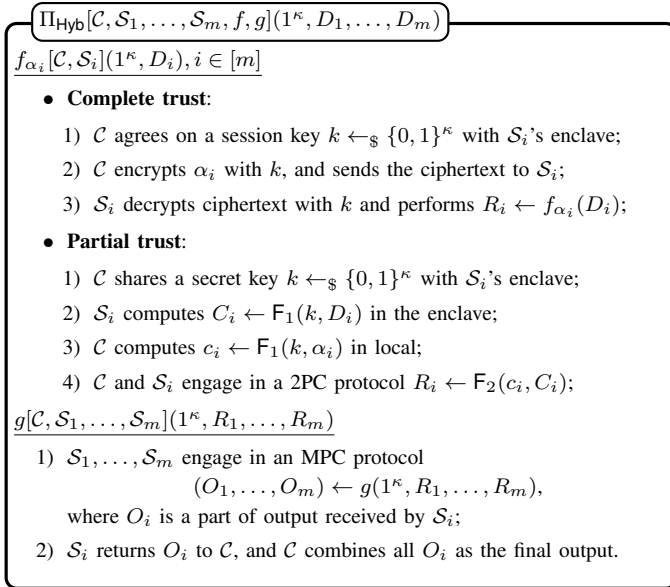 Π_Hyb[𝒞, 𝒮_1, . . . , 𝒮_m, f, g](1^κ, D_1, . . . , D_m)
f_{α_i}[𝒞, 𝒮_i](1^κ, D_i), i ∈ [m]
• Complete trust:
1) 𝒞 agrees on a session key k ←_$ {0, 1}^κ with 𝒮_i's enclave;
2) 𝒞 encrypts α_i with k, and sends the ciphertext to 𝒮_i;
3) 𝒮_i decrypts ciphertext with k and performs R_i ← f_{α_i}(D_i);
• Partial trust:
1) 𝒞 shares a secret key k ←_$ {0, 1}^κ with 𝒮_i's enclave;
2) 𝒮_i computes C_i ← F_1(k, D_i) in the enclave;
3) 𝒞 computes c_i ← F_1(k, α_i) in local;
4) 𝒞 and 𝒮_i engage in a 2PC protocol R_i ← F_2(c_i, C_i);
g[𝒞, 𝒮_1, . . . , 𝒮_m](1^κ, R_1, . . . , R_m)
1) 𝒮_1, . . . , 𝒮_m engage in an MPC protocol
(O_1, . . . , O_m) ← g(1^κ, R_1, . . . , R_m),
where O_i is a part of output received by 𝒮_i;
2) 𝒮_i returns O_i to 𝒞, and 𝒞 combines all O_i as the final output.